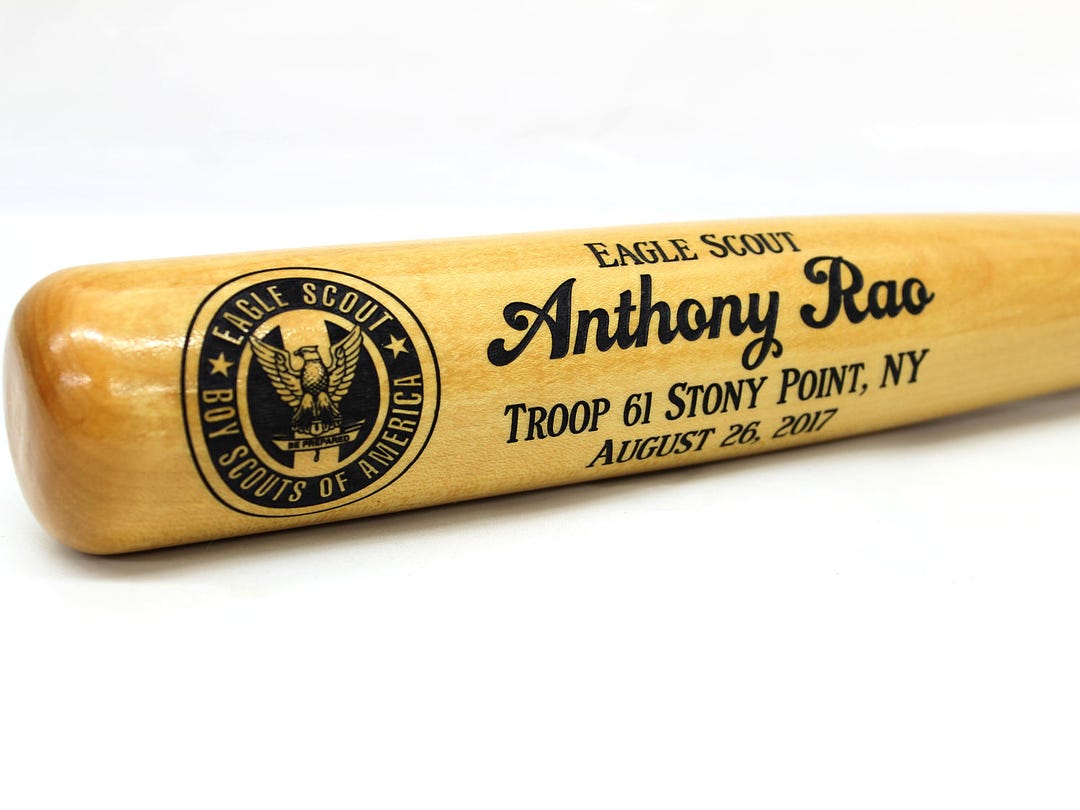 EAGLE SCOUT
BOY SCOUTS OF AMERICA
BE PREPARED
EAGLE SCOUT
Anthony Rao
TROOP 61 STONY POINT, NY
AUGUST 26, 2017